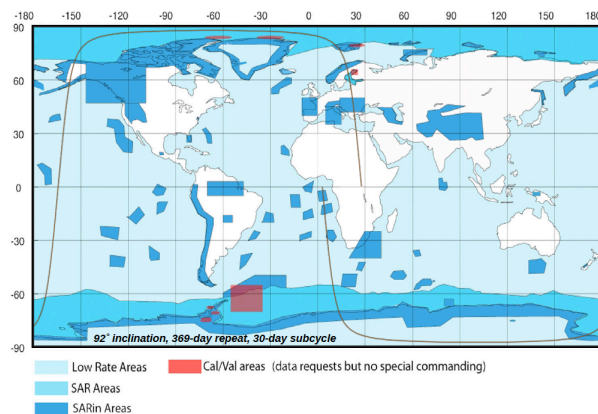 -180 -150 -120 -90 -60 -30 0 30 60 90 120 150 180
90
60
30
0
-30
-60
-90
92˚ inclination, 369-day repeat, 30-day subcycle
Low Rate Areas
Cal/Val areas (data requests but no special commanding)
SAR Areas
SARin Areas